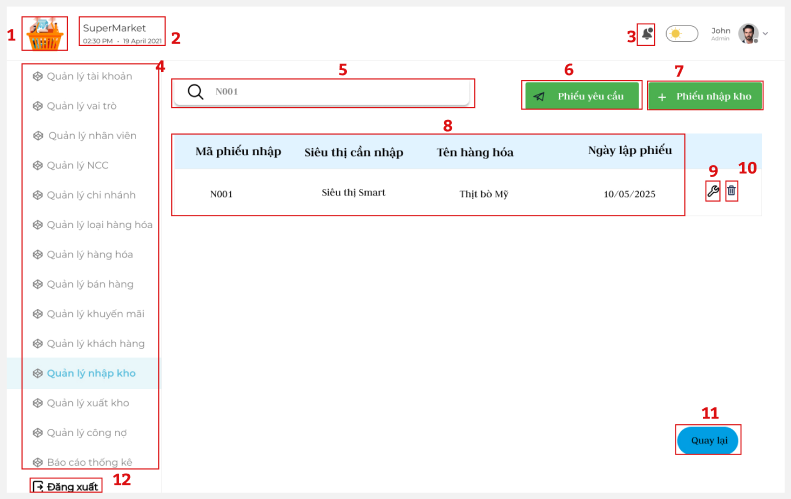 1
SuperMarket
02:30 PM - 19 April 2021
2
3
John
Admin
4
5
6
7
N001
Phiếu yêu cầu
+ Phiếu nhập kho
8
Mã phiếu nhập Siêu thị cần nhập Tên hàng hóa Ngày lập phiếu
9
10
N001 Siêu thị Smart Thịt bò Mỹ 10/05/2025
Quản lý tài khoản
Quản lý vai trò
Quản lý nhân viên
Quản lý NCC
Quản lý chi nhánh
Quản lý loại hàng hóa
Quản lý hàng hóa
Quản lý bán hàng
Quản lý khuyến mãi
Quản lý khách hàng
Quản lý nhập kho
Quản lý xuất kho
Quản lý công nợ
Báo cáo thống kê
11
Quay lại
12
Đăng xuất